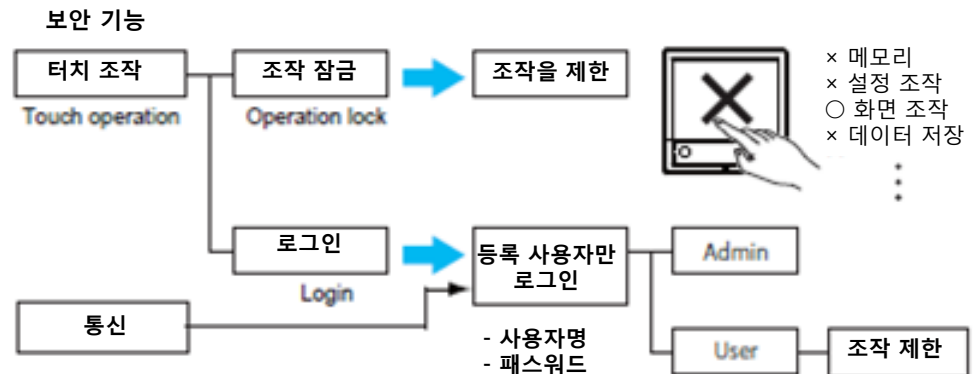 보안 기능
터치 조작
Touch operation
조작 잠금
Operation lock
조작을 제한
× 메모리
× 설정 조작
○ 화면 조작
× 데이터 저장
로그인
Login
통신
등록 사용자만
로그인
- 사용자명
- 패스워드
Admin
User
조작 제한